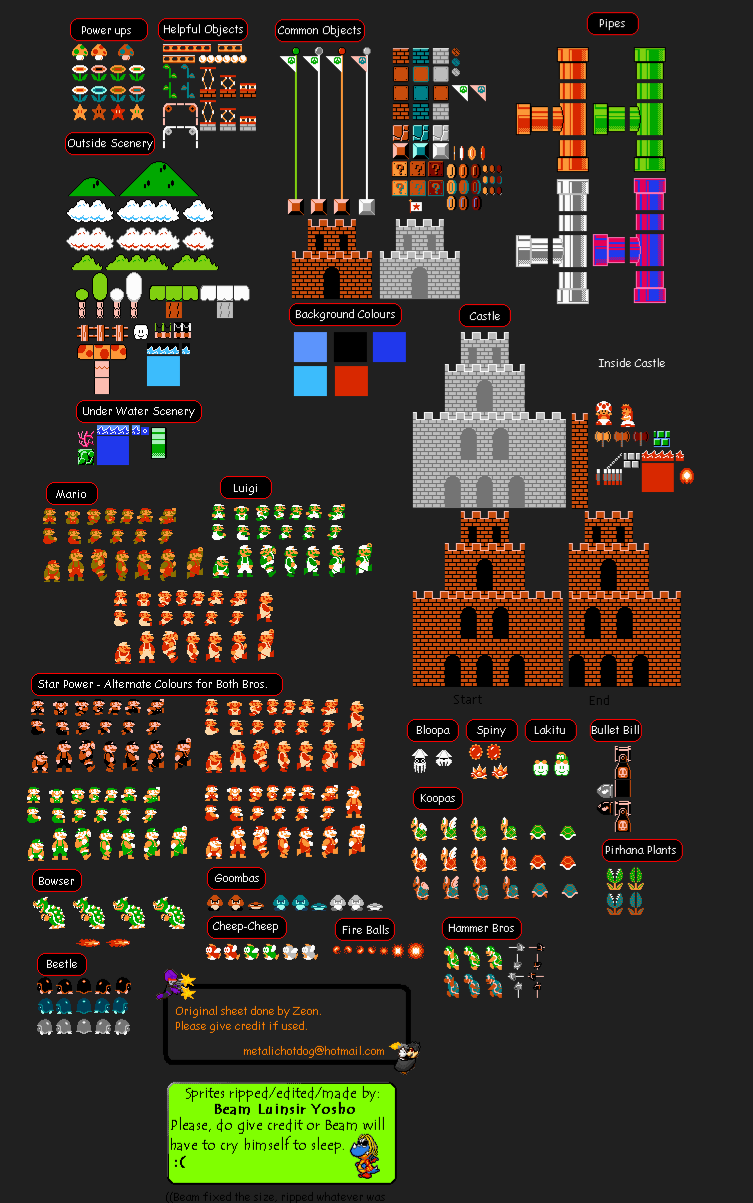 Power ups
Helpful Objects
Common Objects
Pipes
Outside Scenery
Background Colours
Castle
Inside Castle
Under Water Scenery
Mario
Luigi
Star Power - Alternate Colours for Both Bros.
Start
End
Bloopa
Spiny
Lakitu
Bullet Bill
Koopas
Pirhana Plants
Bowser
Goombas
Cheep-Cheep
Fire Balls
Hammer Bros
Beetle
Original sheet done by Zeon.
Please give credit if used.
metalichotdog@hotmail.com
Sprites ripped/edited/made by:
Beam Luinsir Yosho
Please, do give credit or Beam will
have to cry himself to sleep.
:(
((Beam fixed the size, ripped whatever was